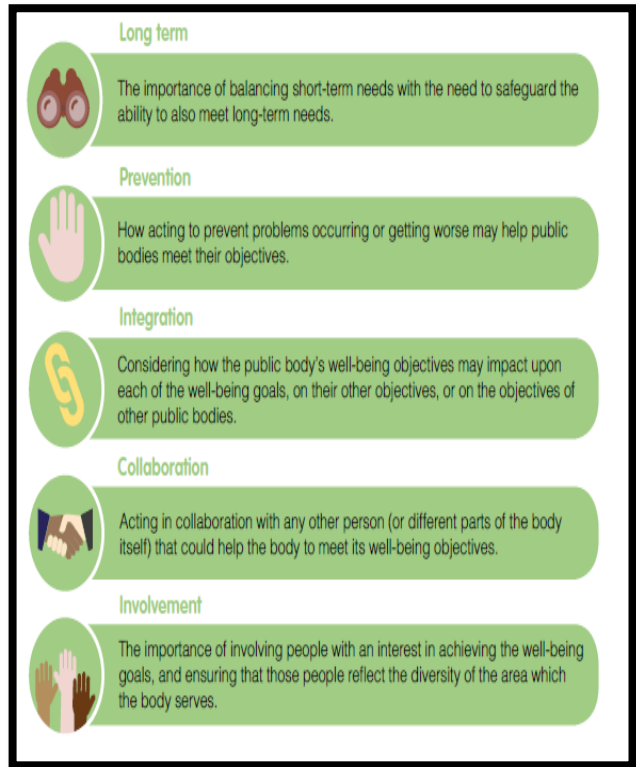 Long term
The importance of balancing short-term needs with the need to safeguard the
ability to also meet long-term needs.
Prevention
How acting to prevent problems occurring or getting worse may help public
bodies meet their objectives.
Integration
Considering how the public body's well-being objectives may impact upon
each of the well-being goals, on their other objectives, or on the objectives of
other public bodies.
Collaboration
Acting in collaboration with any other person (or different parts of the body
itself) that could help the body to meet its well-being objectives.
Involvement
The importance of involving people with an interest in achieving the well-being
goals, and ensuring that those people reflect the diversity of the area which
the body serves.